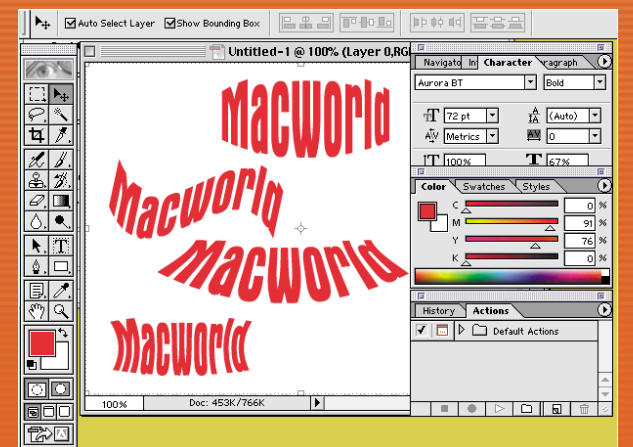 Auto Select Layer Show Bounding Box
Untitled-1 @ 100% (Layer 0,RG
Macworld
Macworld
Macworld
Macworld
100% Doc: 453K/766K
Navigato In Character ragraph
Aurora BT Bold
72 pt (Auto)
Metrics 0
100% 67%
Color Swatches Styles
C 0 %
M 91 %
Y 76 %
K 0 %
History Actions
Default Actions